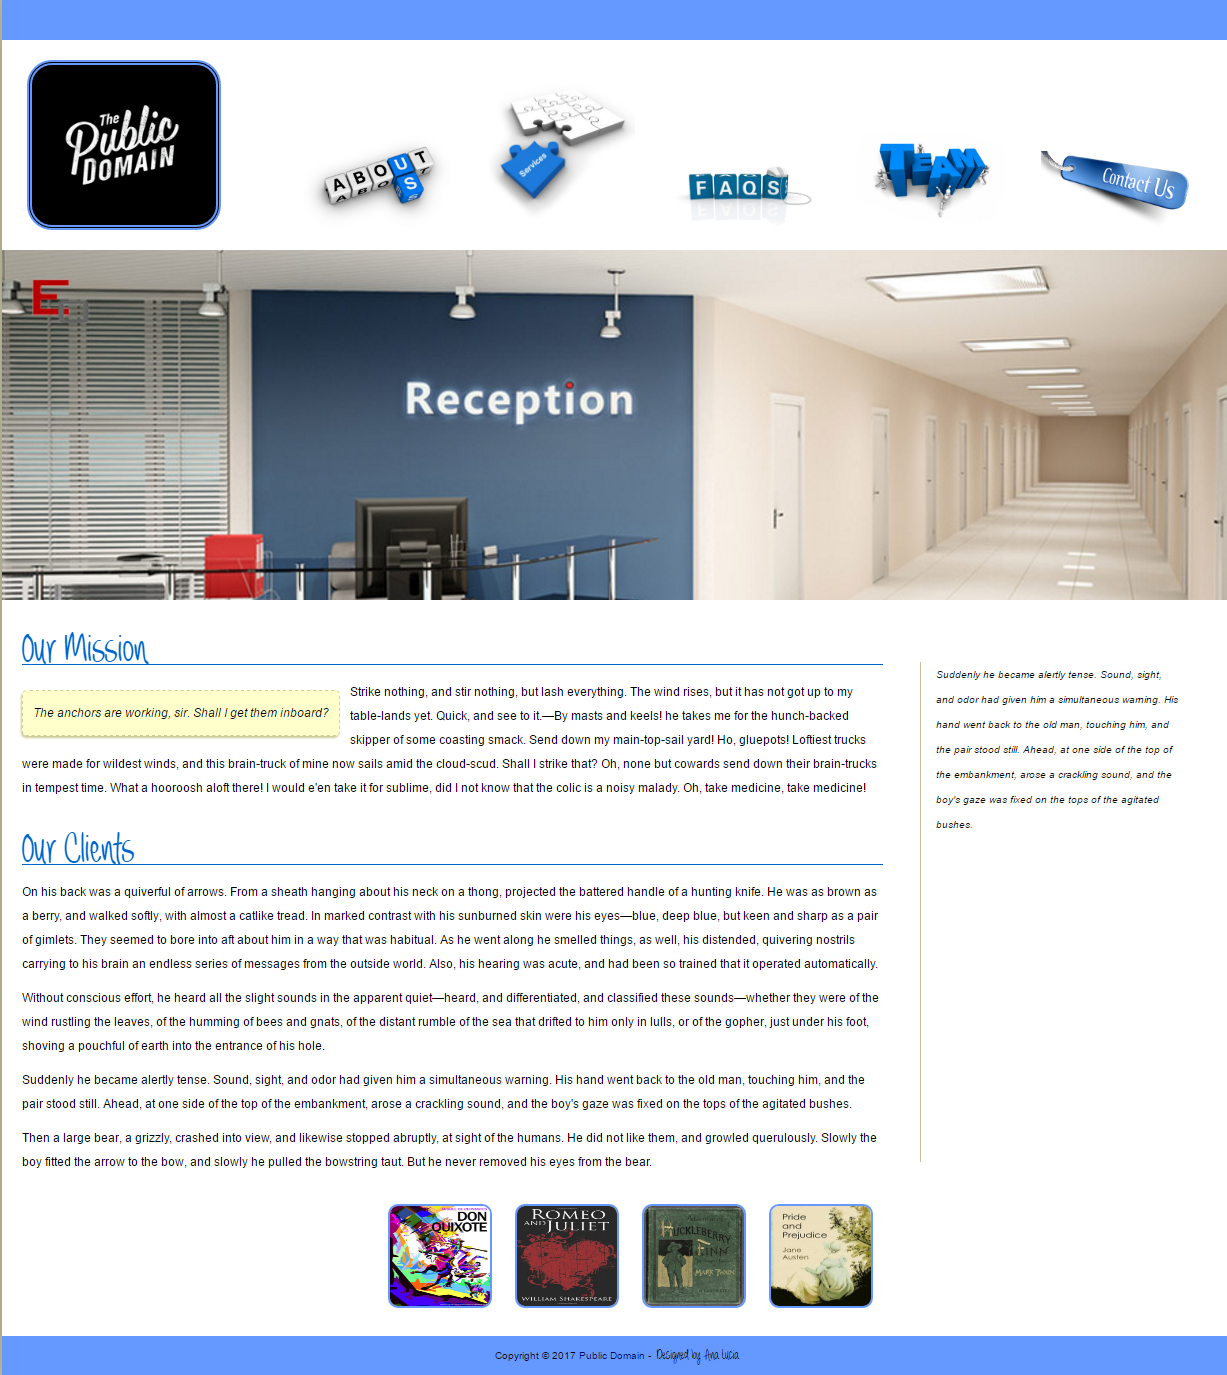 The
Public
DOMAIN
ABOUT
US
Services
FAQS
TEAM
Contact Us
E.
Reception
Our Mission
The anchors are working, sir. Shall I get them inboard?
Strike nothing, and stir nothing, but lash everything. The wind rises, but it has not got up to my
table-lands yet. Quick, and see to it.—By masts and keels! he takes me for the hunch-backed
skipper of some coasting smack. Send down my main-top-sail yard! Ho, gluepots! Loftiest trucks
were made for wildest winds, and this brain-truck of mine now sails amid the cloud-scud. Shall I strike that? Oh, none but cowards send down their brain-trucks
in tempest time. What a hooroosh aloft there! I would e'en take it for sublime, did I not know that the colic is a noisy malady. Oh, take medicine, take medicine!
Our Clients
On his back was a quiverful of arrows. From a sheath hanging about his neck on a thong, projected the battered handle of a hunting knife. He was as brown as
a berry, and walked softly, with almost a catlike tread. In marked contrast with his sunburned skin were his eyes—blue, deep blue, but keen and sharp as a pair
of gimlets. They seemed to bore into aft about him in a way that was habitual. As he went along he smelled things, as well, his distended, quivering nostrils
carrying to his brain an endless series of messages from the outside world. Also, his hearing was acute, and had been so trained that it operated automatically.
Without conscious effort, he heard all the slight sounds in the apparent quiet—heard, and differentiated, and classified these sounds—whether they were of the
wind rustling the leaves, of the humming of bees and gnats, of the distant rumble of the sea that drifted to him only in lulls, or of the gopher, just under his foot,
shoving a pouchful of earth into the entrance of his hole.
Suddenly he became alertly tense. Sound, sight, and odor had given him a simultaneous warning. His hand went back to the old man, touching him, and the
pair stood still. Ahead, at one side of the top of the embankment, arose a crackling sound, and the boy's gaze was fixed on the tops of the agitated bushes.
Then a large bear, a grizzly, crashed into view, and likewise stopped abruptly, at sight of the humans. He did not like them, and growled querulously. Slowly the
boy fitted the arrow to the bow, and slowly he pulled the bowstring taut. But he never removed his eyes from the bear.
Suddenly he became alertly tense. Sound, sight,
and odor had given him a simultaneous warning. His
hand went back to the old man, touching him, and
the pair stood still. Ahead, at one side of the top of
the embankment, arose a crackling sound, and the
boy's gaze was fixed on the tops of the agitated
bushes.
DON
QUIXOTE
ROMEO
AND JULIET
WILLIAM SHAKESPEARE
HUCKLEBERRY
FINN
MARK TWAIN
Pride
and
Prejudice
Jane
Austen
Copyright © 2017 Public Domain - Designed by Ana Lucia